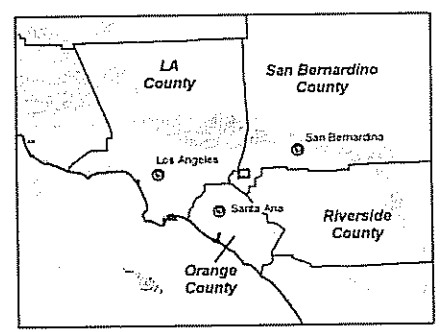 LA
County
San Bernardino
County
San Bernardino
Los Angeles
Santa Ana
Riverside
County
Orange
County